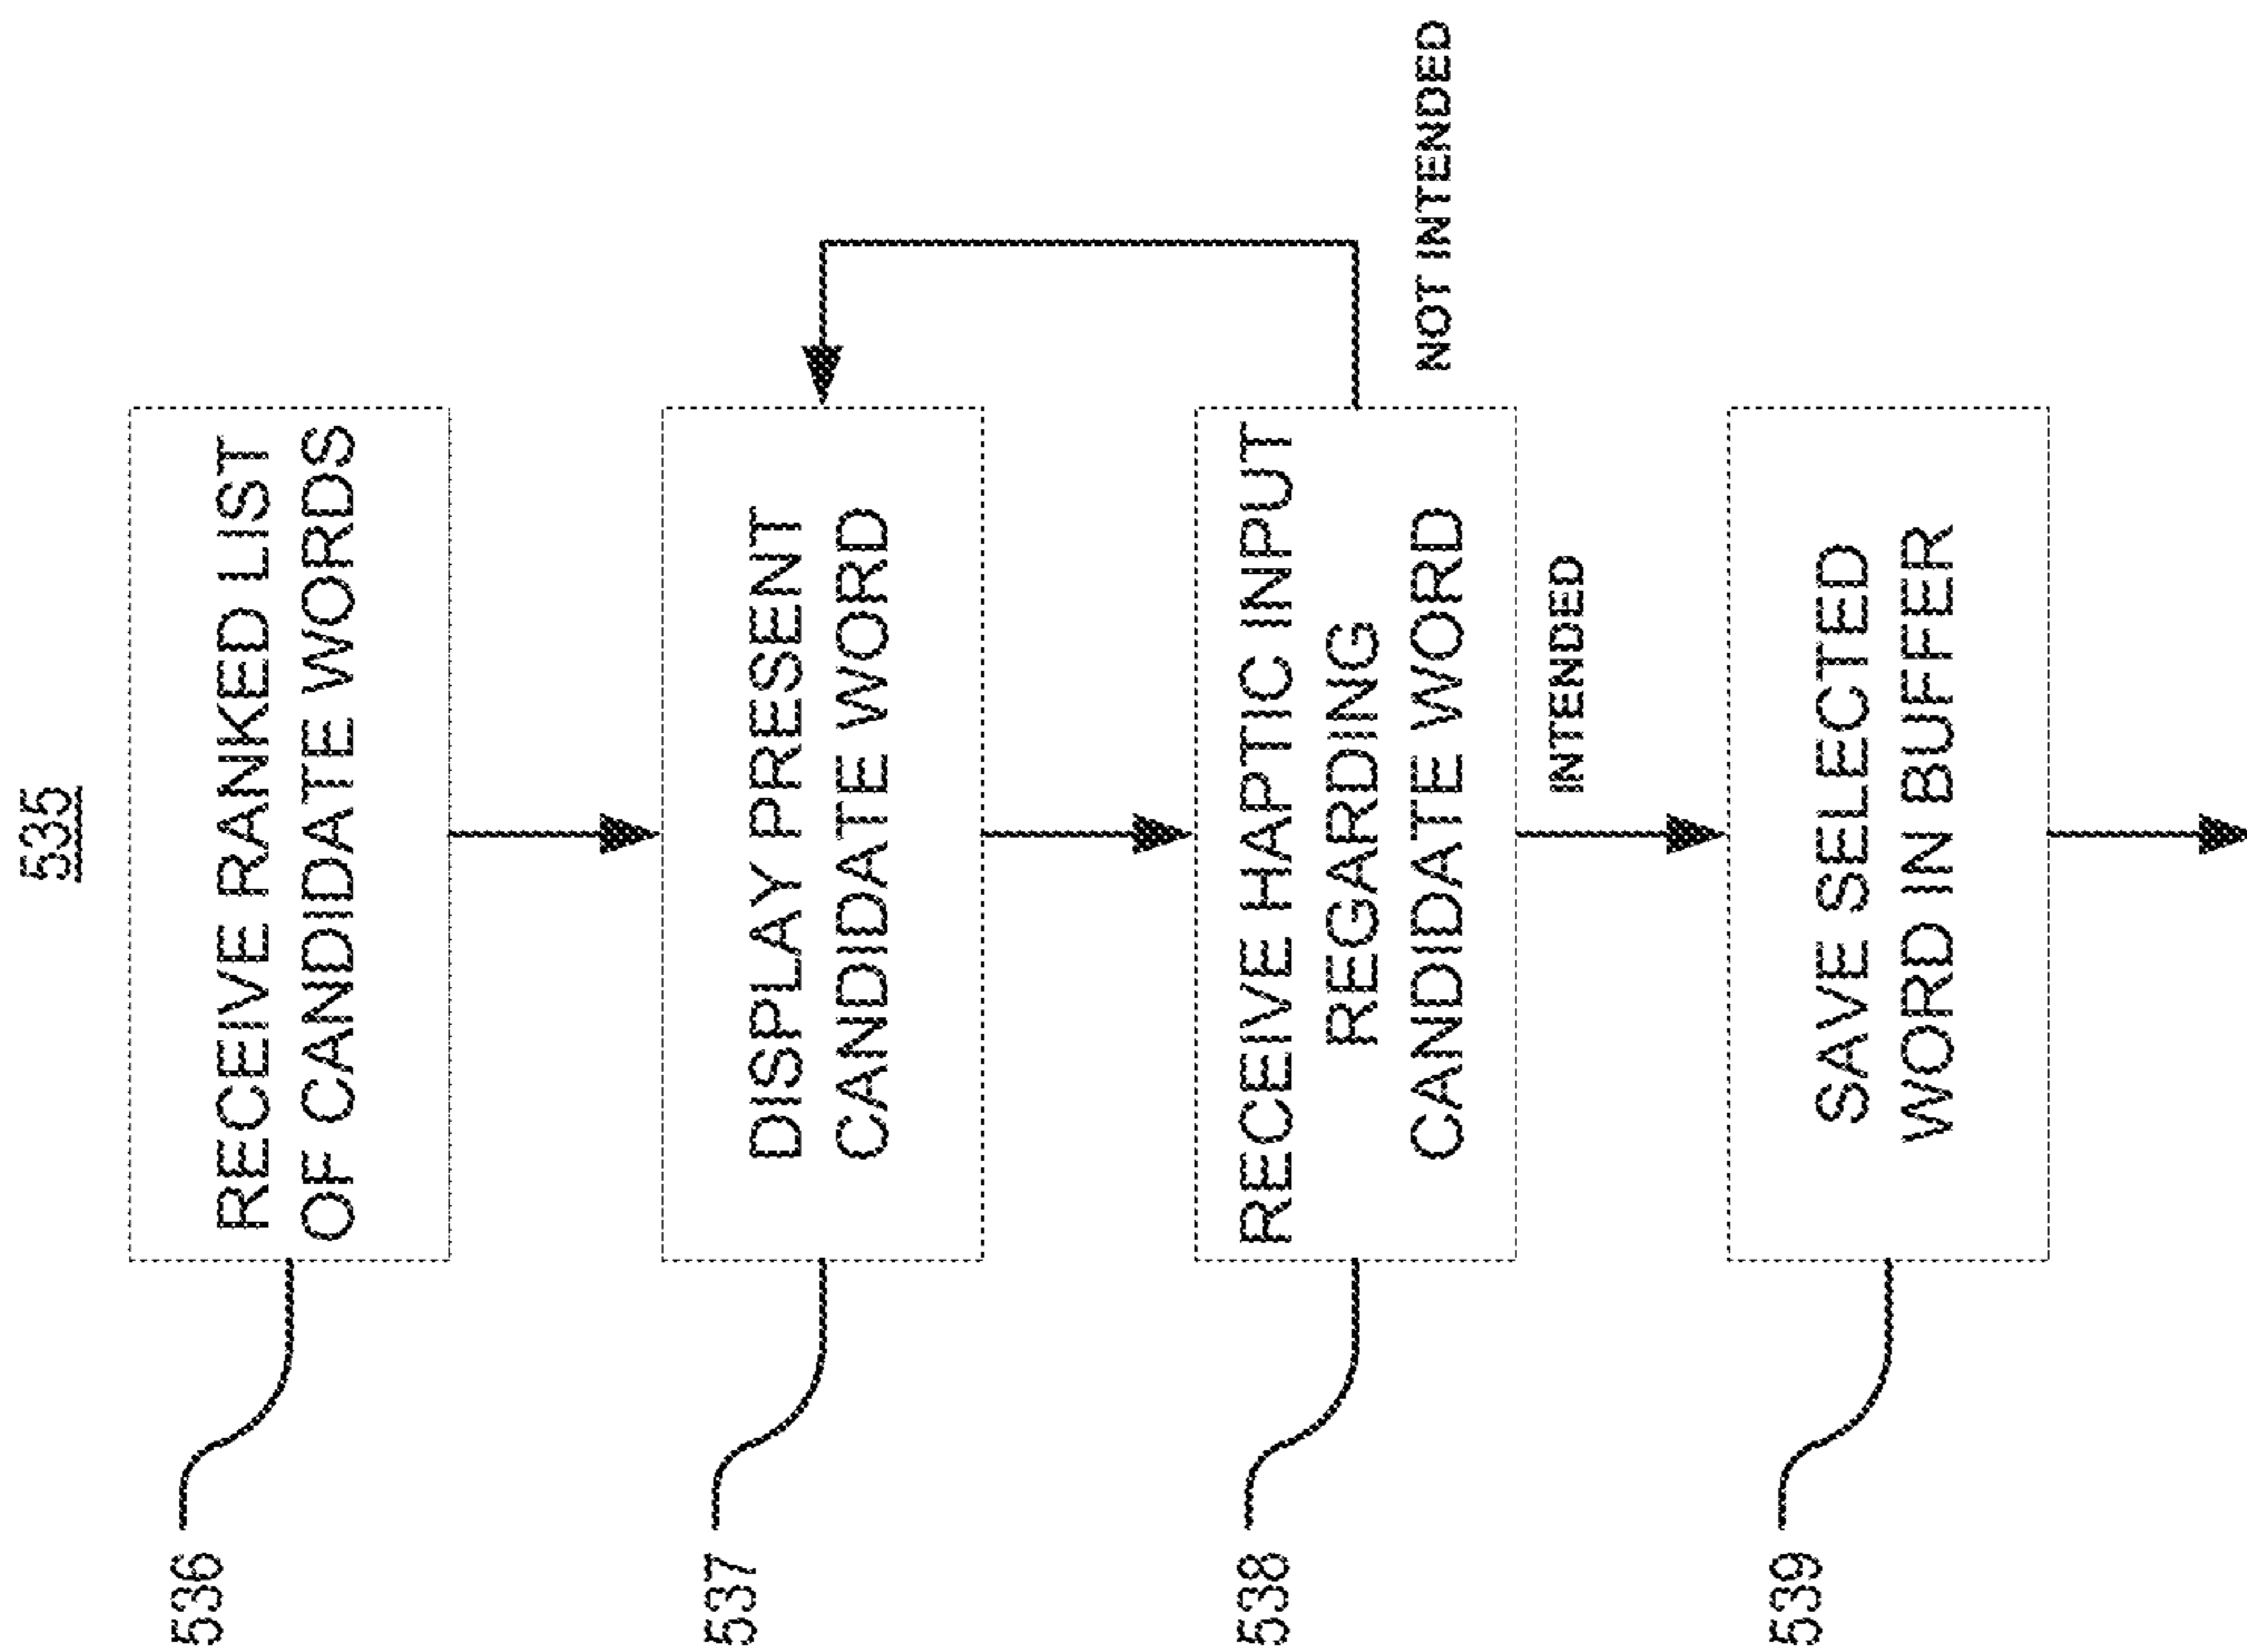 535
536
RECEIVE RANKED LIST
OF CANDIDATE WORDS
537
DISPLAY PRESENT
CANDIDATE WORD
538
RECEIVE HAPTIC INPUT
REGARDING
CANDIDATE WORD
NOT INTENDED
INTENDED
539
SAVE SELECTED
WORD IN BUFFER